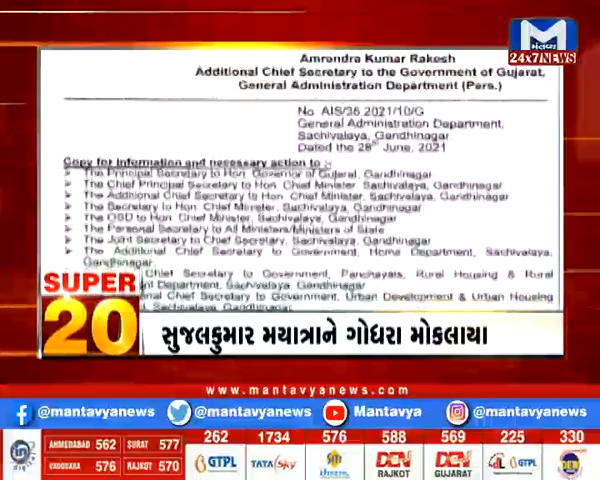 મંતવ્ય
24x7NEWS
Amrendra Kumar Rakesh
Additional Chief Secretary to the Government of Gujarat,
General Administration Department (Pers.)
No. AIS/35.2021/10/G
General Administration Department,
Sachivalaya, Gandhinagar
Dated the 28th June, 2021
Copy for information and necessary action to :-
The Principal Secretary to Hon. Governor of Gujarat, Gandhinagar
The Chief Principal Secretary to Hon. Chief Minister, Sachivalaya, Gandhinagar
The Additional Chief Secretary to Hon. Chief Minister, Sachivalaya, Gandhinagar
The Secretary to Hon. Chief Minister, Sachivalaya, Gandhinagar
The OSD to Hon. Chief Minister, Sachivalaya, Gandhinagar
The Personal Secretary to All Ministers/Ministers of State
The Joint Secretary to Chief Secretary, Sachivalaya, Gandhinagar
The Additional Chief Secretary to Government, Home Department, Sachivalaya,
Gandhinagar
Chief Secretary to Government, Panchayats, Rural Housing & Rural
Department, Sachivalaya, Gandhinagar
Chief Secretary to Government, Urban Development & Urban Housing
Sachivalaya, Gandhinagar
SUPER
20
સુજલકુમાર મયાત્રાને ગોધરા મોકલાયા
www.mantavyanews.com
@mantavyanews @mantavyanews Mantavya @mantavyanews
AHMEDABAD 562 SURAT 577
VADODARA 576 RAJKOT 570
262 1734 576 588 569 225 330
GTPL TATA sky DEN RAJKOT DEN GUJARAT GTPL DEN